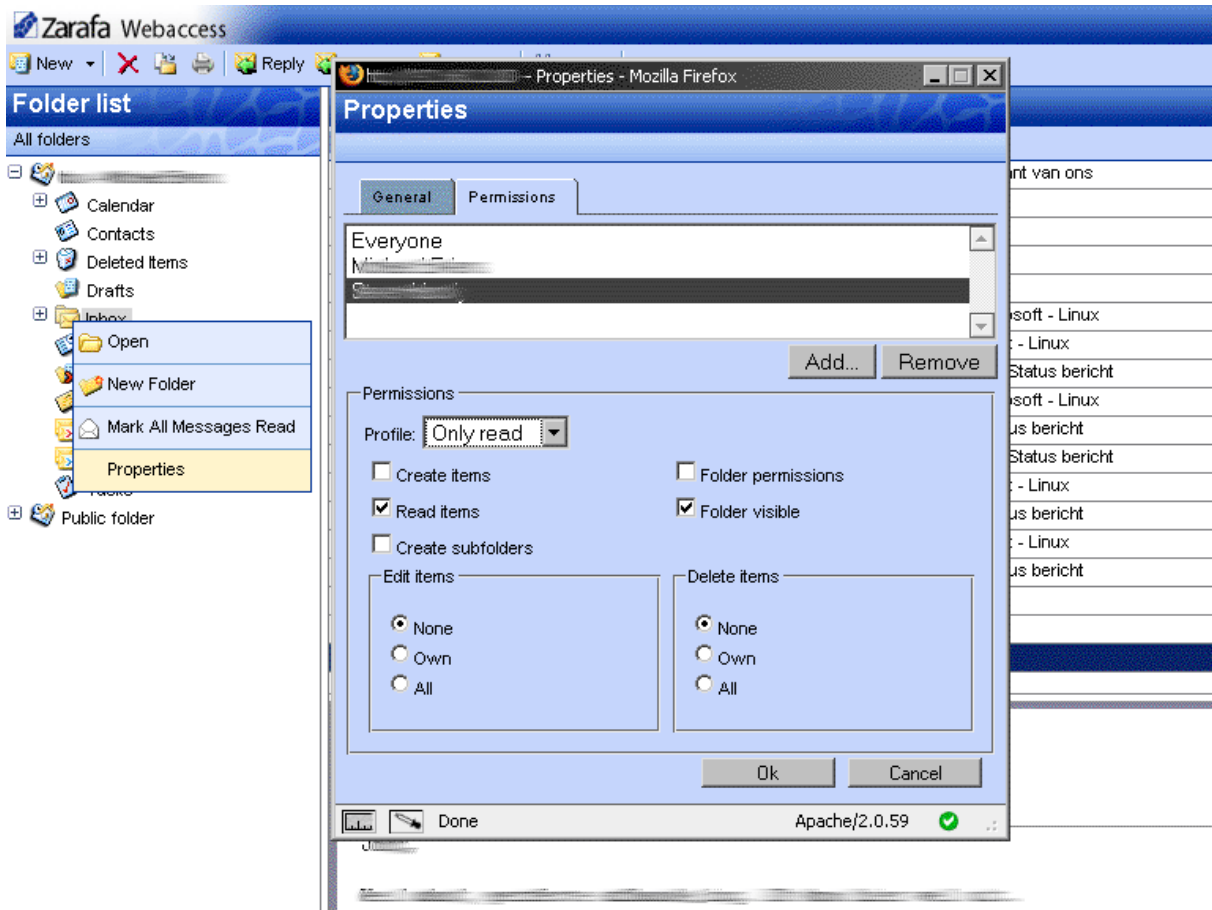 Zarafa Webaccess
New
Reply
Folder list
All folders
Calendar
Contacts
Deleted Items
Drafts
Inbox
Open
New Folder
Mark All Messages Read
Properties
Tasks
Public folder
- Properties - Mozilla Firefox
Properties
General Permissions
Everyone
Add... Remove
Permissions
Profile: Only read
Create items Folder permissions
Read items Folder visible
Create subfolders
Edit items Delete items
None None
Own Own
All All
Ok Cancel
Done Apache/2.0.59
nt van ons
soft - Linux
- Linux
Status bericht
soft - Linux
us bericht
Status bericht
- Linux
us bericht
- Linux
us bericht